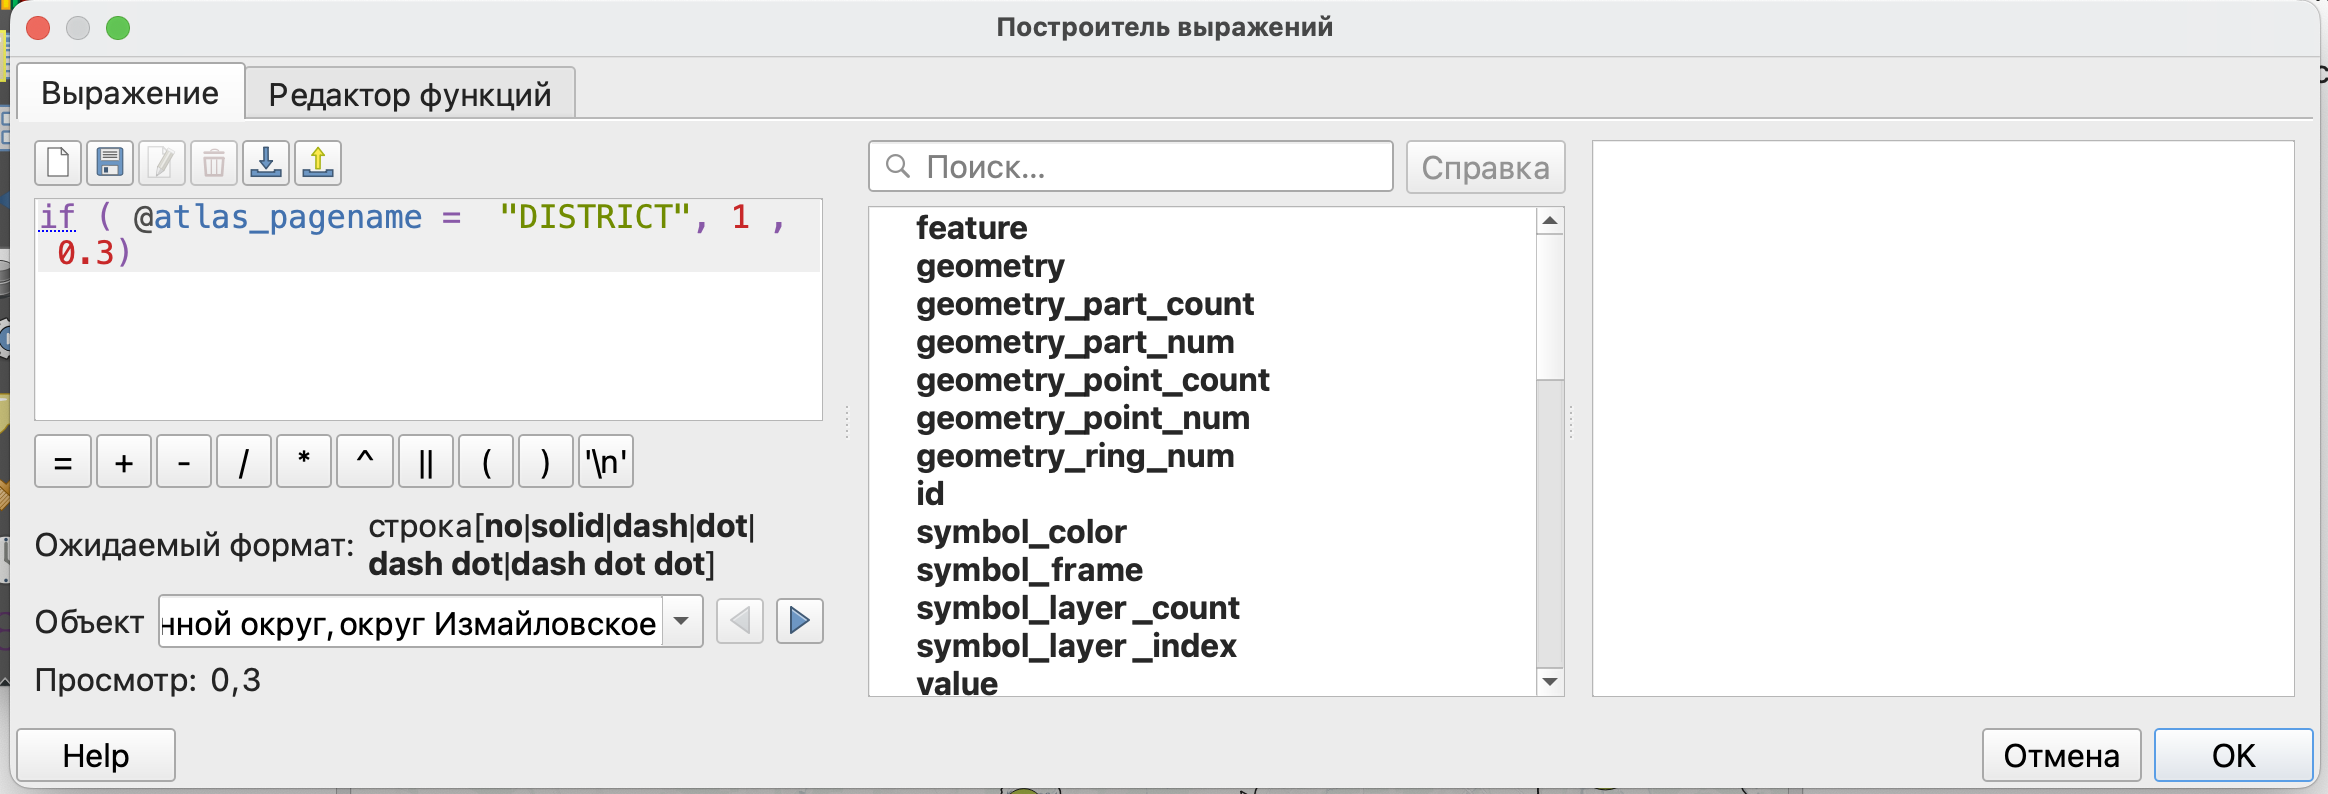 Построитель выражений
Выражение
Редактор функций
if ( @atlas_pagename =  "DISTRICT", 1 ,
0.3)
= + - / * ^ || ( ) '\n'
Ожидаемый формат: строка[no|solid|dash|dot|
dash dot|dash dot dot]
Объект нной округ, округ Измайловское
Просмотр: 0,3
Поиск...
Справка
feature
geometry
geometry_part_count
geometry_part_num
geometry_point_count
geometry_point_num
geometry_ring_num
id
symbol_color
symbol_frame
symbol_layer_count
symbol_layer_index
value
Help
Отмена
OK